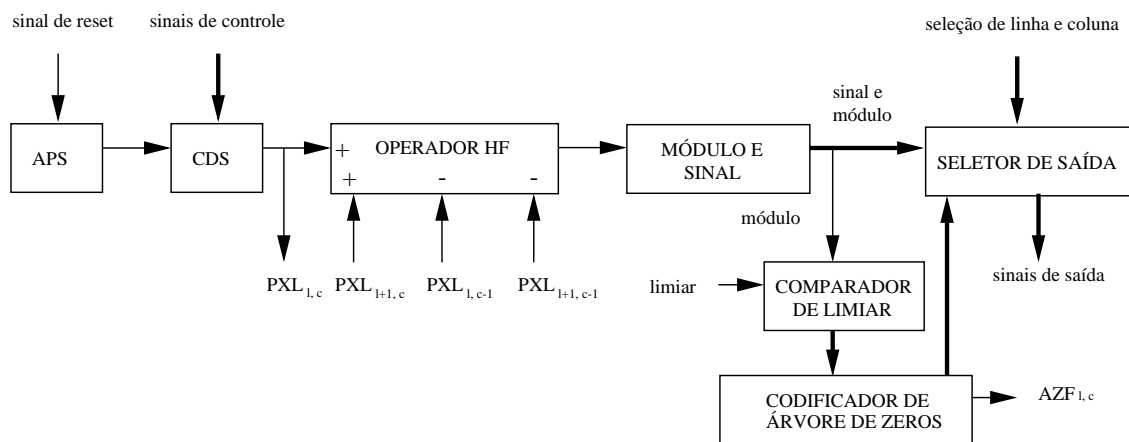 sinal de reset
sinais de controle
seleção de linha e coluna
sinal e
módulo
APS
CDS
+
OPERADOR HF
+
-
-
MÓDULO E
SINAL
SELETOR DE SAÍDA
módulo
PXL l, c
PXL l+1, c
PXL l, c-1
PXL l+1, c-1
sinais de saída
limiar
COMPARADOR
DE LIMIAR
CODIFICADOR DE
ÁRVORE DE ZEROS
AZF l, c